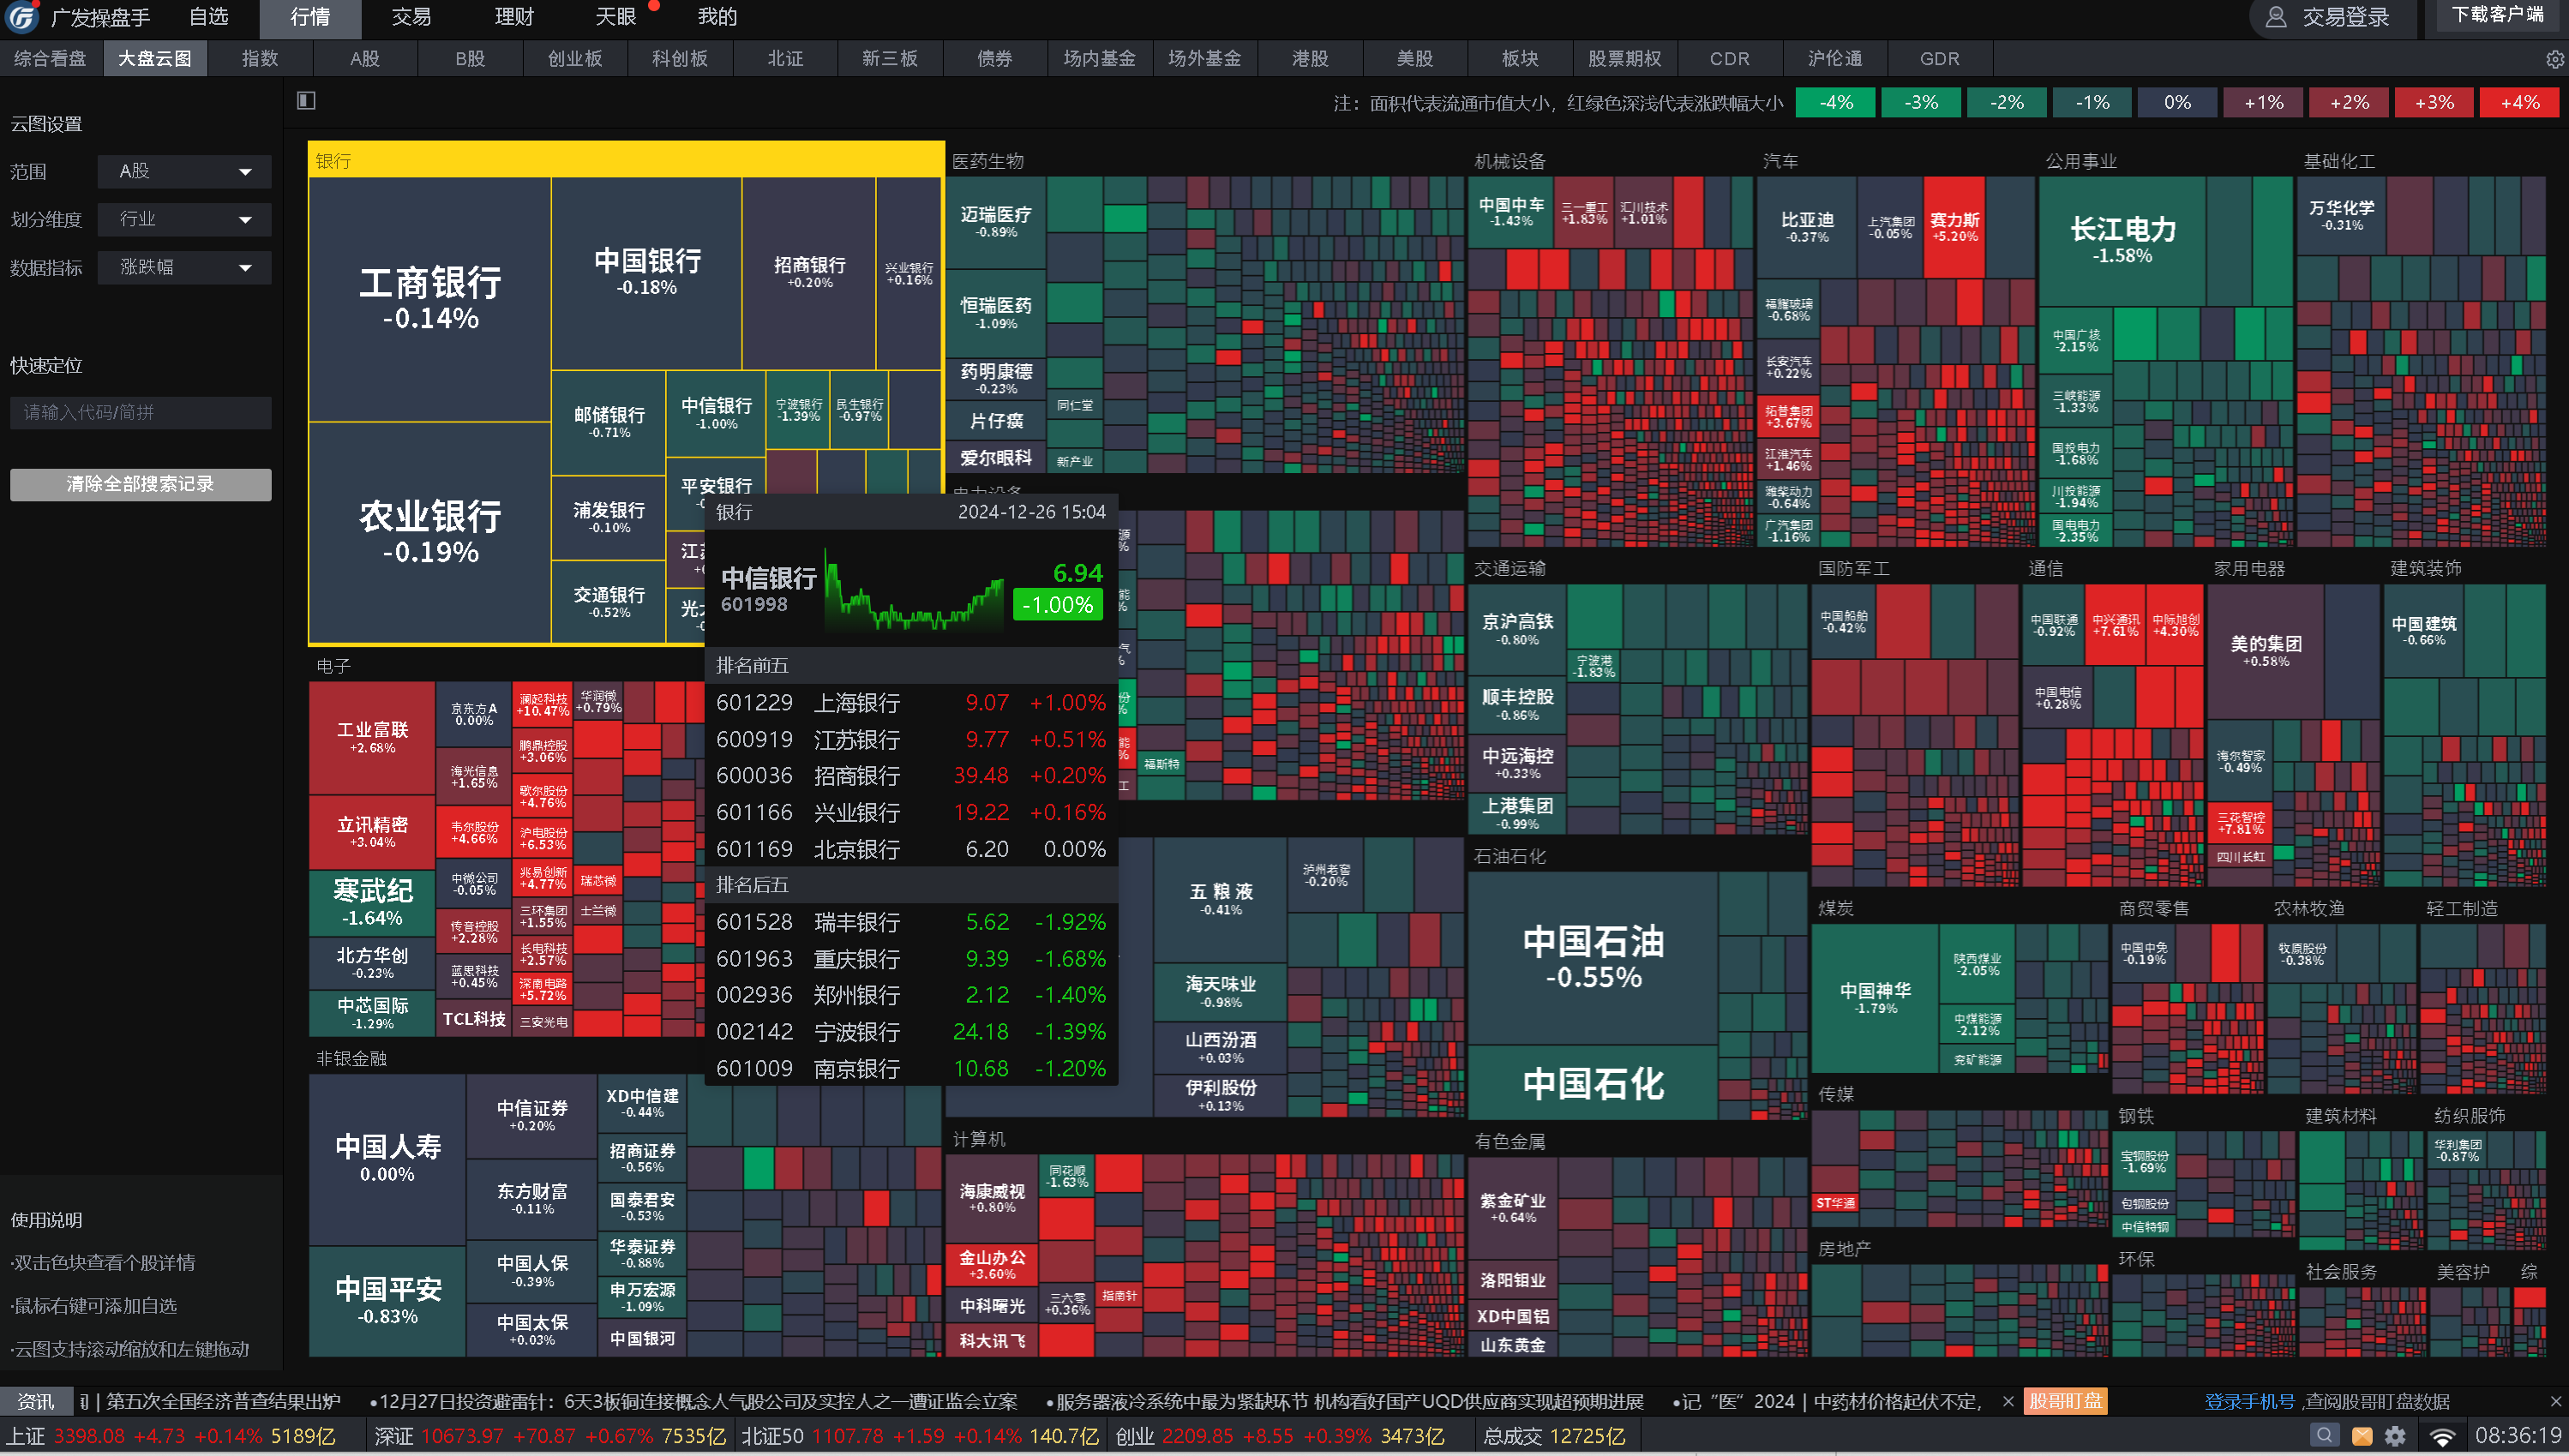 广发操盘手 自选 行情 交易 理财 天眼 我的 交易登录 下载客户端
综合看盘 大盘云图 指数 A股 B股 创业板 科创板 北证 新三板 债券 场内基金 场外基金 港股 美股 板块 股票期权 CDR 沪伦通 GDR
注：面积代表流通市值大小，红绿色深浅代表涨跌幅大小 -4% -3% -2% -1% 0% +1% +2% +3% +4%
云图设置
范围 A股
划分维度 行业
数据指标 涨跌幅
快速定位
请输入代码/简拼
清除全部搜索记录
使用说明
·双击色块查看个股详情
·鼠标右键可添加自选
·云图支持滚动缩放和左键拖动
银行
工商银行
-0.14%
农业银行
-0.19%
中国银行
-0.18%
招商银行
+0.20%
兴业银行
+0.16%
邮储银行
-0.71%
中信银行
-1.00%
宁波银行
-1.39%
民生银行
-0.97%
浦发银行
-0.10%
平安银行
交通银行
-0.52%
银行 2024-12-26 15:04
中信银行
601998
6.94
-1.00%
排名前五
601229 上海银行 9.07 +1.00%
600919 江苏银行 9.77 +0.51%
600036 招商银行 39.48 +0.20%
601166 兴业银行 19.22 +0.16%
601169 北京银行 6.20 0.00%
排名后五
601528 瑞丰银行 5.62 -1.92%
601963 重庆银行 9.39 -1.68%
002936 郑州银行 2.12 -1.40%
002142 宁波银行 24.18 -1.39%
601009 南京银行 10.68 -1.20%
电子
工业富联
+2.68%
立讯精密
+3.04%
寒武纪
-1.64%
北方华创
-0.23%
中芯国际
-1.29%
京东方A
0.00%
海光信息
+1.65%
韦尔股份
+4.66%
中微公司
-0.05%
传音控股
+2.28%
蓝思科技
+0.45%
TCL科技
澜起科技
+10.47%
鹏鼎控股
+3.06%
歌尔股份
+4.76%
沪电股份
+6.53%
兆易创新
+4.77%
三环集团
+1.55%
长电科技
+2.57%
深南电路
+5.72%
三安光电
华润微
+0.79%
瑞芯微
士兰微
非银金融
中国人寿
0.00%
中国平安
-0.83%
中信证券
+0.20%
东方财富
-0.11%
中国人保
-0.39%
中国太保
+0.03%
XD中信建
-0.44%
招商证券
-0.56%
国泰君安
-0.53%
华泰证券
-0.88%
申万宏源
-1.09%
中国银河
医药生物
迈瑞医疗
-0.89%
恒瑞医药
-1.09%
药明康德
-0.23%
片仔癀
爱尔眼科
同仁堂
新产业
福斯特
五粮液
-0.41%
海天味业
-0.98%
山西汾酒
+0.03%
伊利股份
+0.13%
泸州老窖
-0.20%
计算机
海康威视
+0.80%
金山办公
+3.60%
中科曙光
科大讯飞
同花顺
-1.63%
三六零
+0.36%
指南针
机械设备
中国中车
-1.43%
三一重工
+1.83%
汇川技术
+1.01%
汽车
比亚迪
-0.37%
上汽集团
-0.05%
赛力斯
+5.20%
福耀玻璃
-0.68%
长安汽车
+0.22%
拓普集团
+3.67%
江淮汽车
+1.46%
潍柴动力
-0.64%
广汽集团
-1.16%
公用事业
长江电力
-1.58%
中国广核
-2.15%
三峡能源
-1.33%
国投电力
-1.68%
川投能源
-1.94%
国电电力
-2.35%
基础化工
万华化学
-0.31%
交通运输
京沪高铁
-0.80%
宁波港
-1.83%
顺丰控股
-0.86%
中远海控
+0.33%
上港集团
-0.99%
国防军工
中国船舶
-0.42%
通信
中国联通
-0.92%
中兴通讯
+7.61%
中际旭创
+4.30%
中国电信
+0.28%
家用电器
美的集团
+0.58%
海尔智家
-0.49%
三花智控
+7.81%
四川长虹
建筑装饰
中国建筑
-0.66%
石油石化
中国石油
-0.55%
中国石化
煤炭
中国神华
-1.79%
陕西煤业
-2.05%
中煤能源
-2.12%
兖矿能源
商贸零售
中国中免
-0.19%
农林牧渔
牧原股份
-0.38%
轻工制造
有色金属
紫金矿业
+0.64%
洛阳钼业
XD中国铝
山东黄金
传媒
ST华通
房地产
钢铁
宝钢股份
-1.69%
包钢股份
中信特钢
建筑材料
纺织服饰
华利集团
-0.87%
环保
社会服务
美容护
综
资讯 | 第五次全国经济普查结果出炉 •12月27日投资避雷针：6天3板铜连接概念人气股公司及实控人之一遭证监会立案 •服务器液冷系统中最为紧缺环节 机构看好国产UQD供应商实现超预期进展 •记“医”2024 | 中药材价格起伏不定， 股哥盯盘 登录手机号,查阅股哥盯盘数据
上证 3398.08 +4.73 +0.14% 5189亿 深证 10673.97 +70.87 +0.67% 7535亿 北证50 1107.78 +1.59 +0.14% 140.7亿 创业 2209.85 +8.55 +0.39% 3473亿 总成交 12725亿 08:36:19